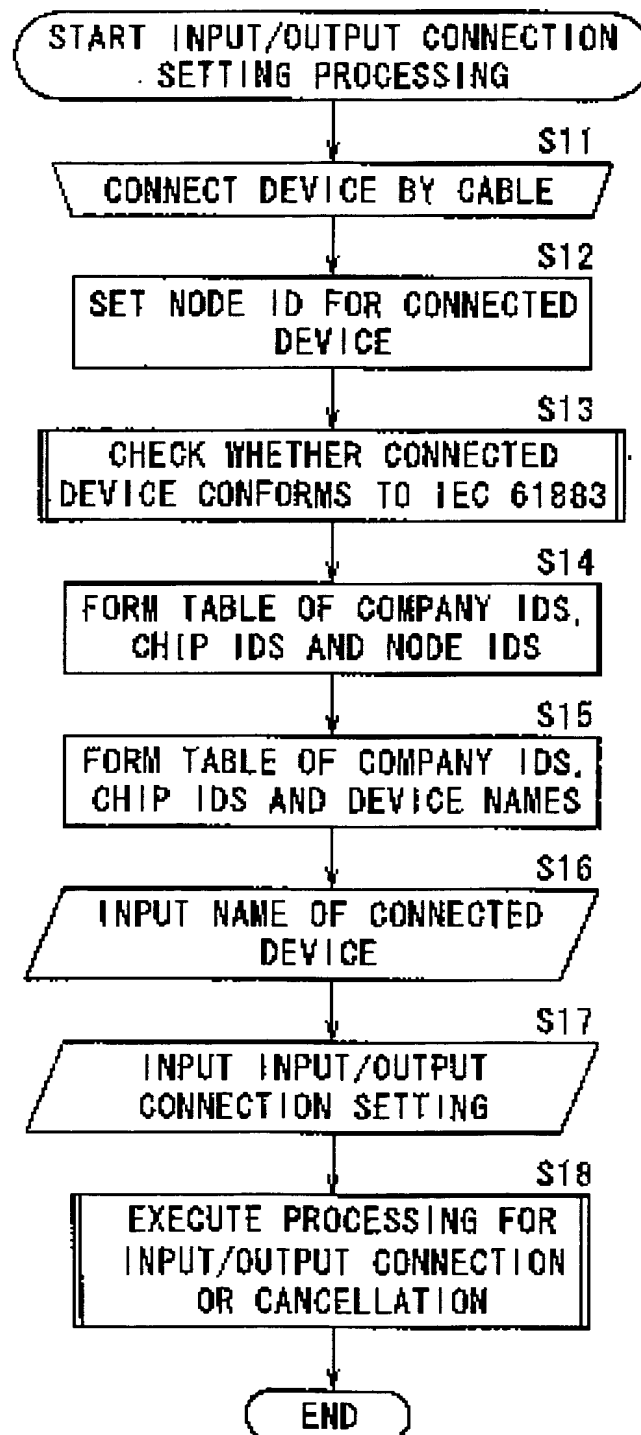 START INPUT/OUTPUT CONNECTION
SETTING PROCESSING
S11
CONNECT DEVICE BY CABLE
S12
SET NODE ID FOR CONNECTED
DEVICE
S13
CHECK WHETHER CONNECTED
DEVICE CONFORMS TO IEC 61883
S14
FORM TABLE OF COMPANY IDS,
CHIP IDS AND NODE IDS
S15
FORM TABLE OF COMPANY IDS,
CHIP IDS AND DEVICE NAMES
S16
INPUT NAME OF CONNECTED
DEVICE
S17
INPUT INPUT/OUTPUT
CONNECTION SETTING
S18
EXECUTE PROCESSING FOR
INPUT/OUTPUT CONNECTION
OR CANCELLATION
END